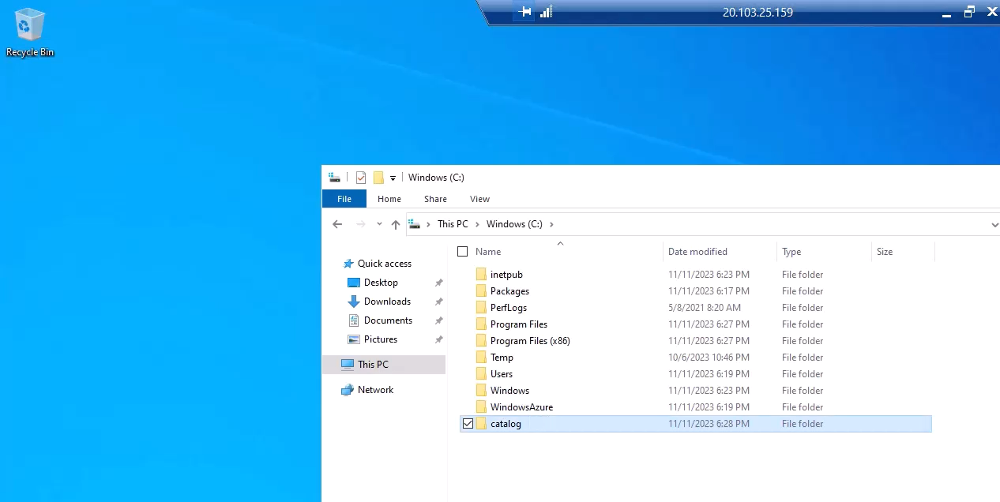 20.103.25.159
Recycle Bin
Windows (C:)
File Home Share View
This PC Windows (C:)
Name Date modified Type Size
Quick access
Desktop
Downloads
Documents
Pictures
This PC
Network
inetpub 11/11/2023 6:23 PM File folder
Packages 11/11/2023 6:17 PM File folder
PerfLogs 5/8/2021 8:20 AM File folder
Program Files 11/11/2023 6:27 PM File folder
Program Files (x86) 11/11/2023 6:27 PM File folder
Temp 10/6/2023 10:46 PM File folder
Users 11/11/2023 6:19 PM File folder
Windows 11/11/2023 6:23 PM File folder
WindowsAzure 11/11/2023 6:19 PM File folder
catalog 11/11/2023 6:28 PM File folder